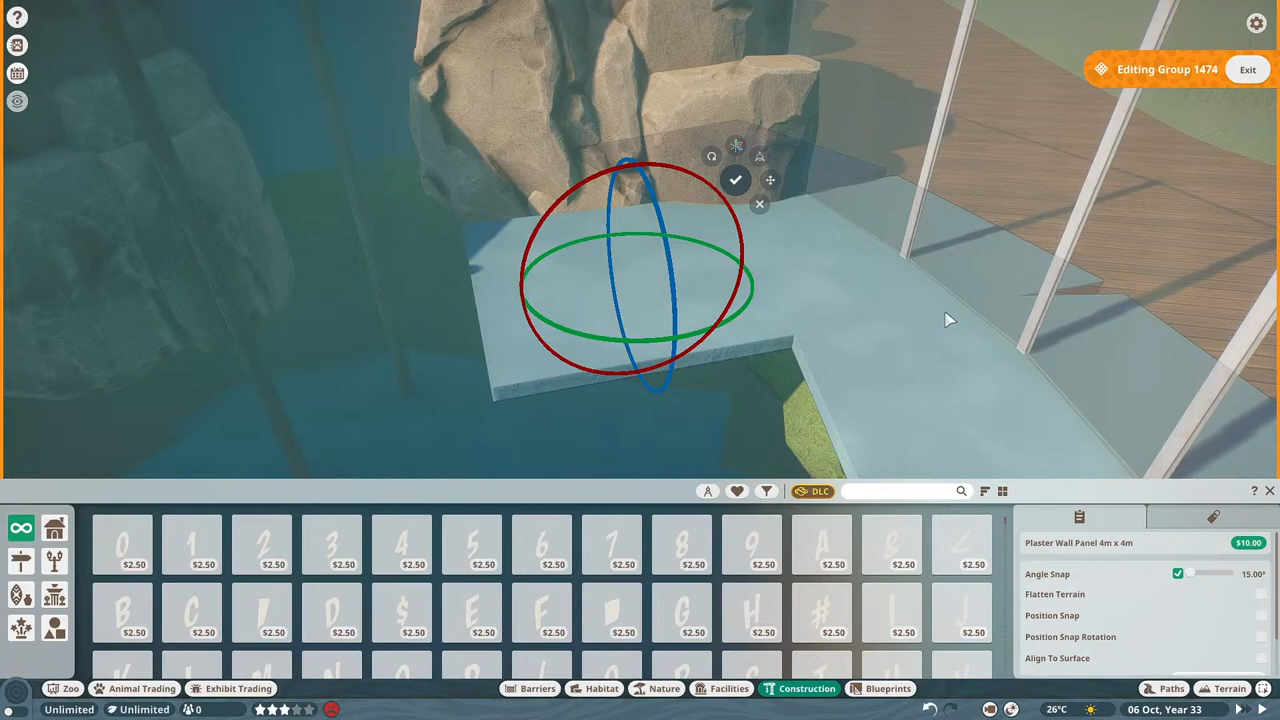 ?
Editing Group 1474
Exit
DLC
?
0 $2.50
1 $2.50
2 $2.50
3 $2.50
4 $2.50
5 $2.50
6 $2.50
7 $2.50
8 $2.50
9 $2.50
A $2.50
& $2.50
$2.50
B $2.50
C $2.50
$2.50
D $2.50
$ $2.50
E $2.50
F $2.50
$2.50
G $2.50
H $2.50
# $2.50
I $2.50
J $2.50
Plaster Wall Panel 4m x 4m
$10.00
Angle Snap
15.00°
Flatten Terrain
Position Snap
Position Snap Rotation
Align To Surface
Zoo
Animal Trading
Exhibit Trading
Barriers
Habitat
Nature
Facilities
Construction
Blueprints
Paths
Terrain
Unlimited
Unlimited
0
26°C
06 Oct, Year 33